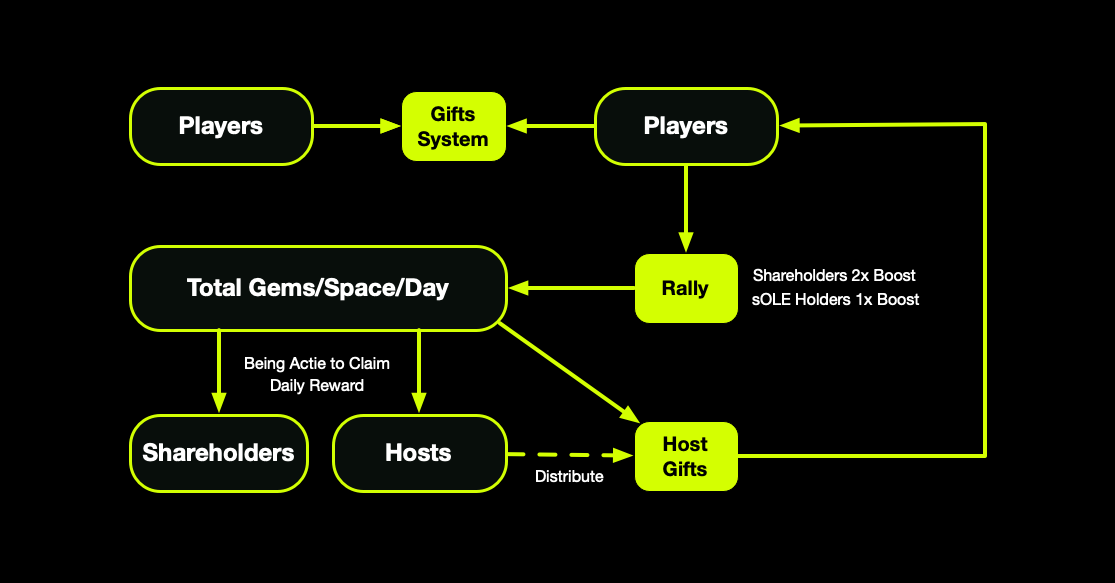 Players
Gifts
System
Players
Total Gems/Space/Day
Rally
Shareholders 2x Boost
sOLE Holders 1x Boost
Being Actie to Claim
Daily Reward
Shareholders
Hosts
Distribute
Host
Gifts